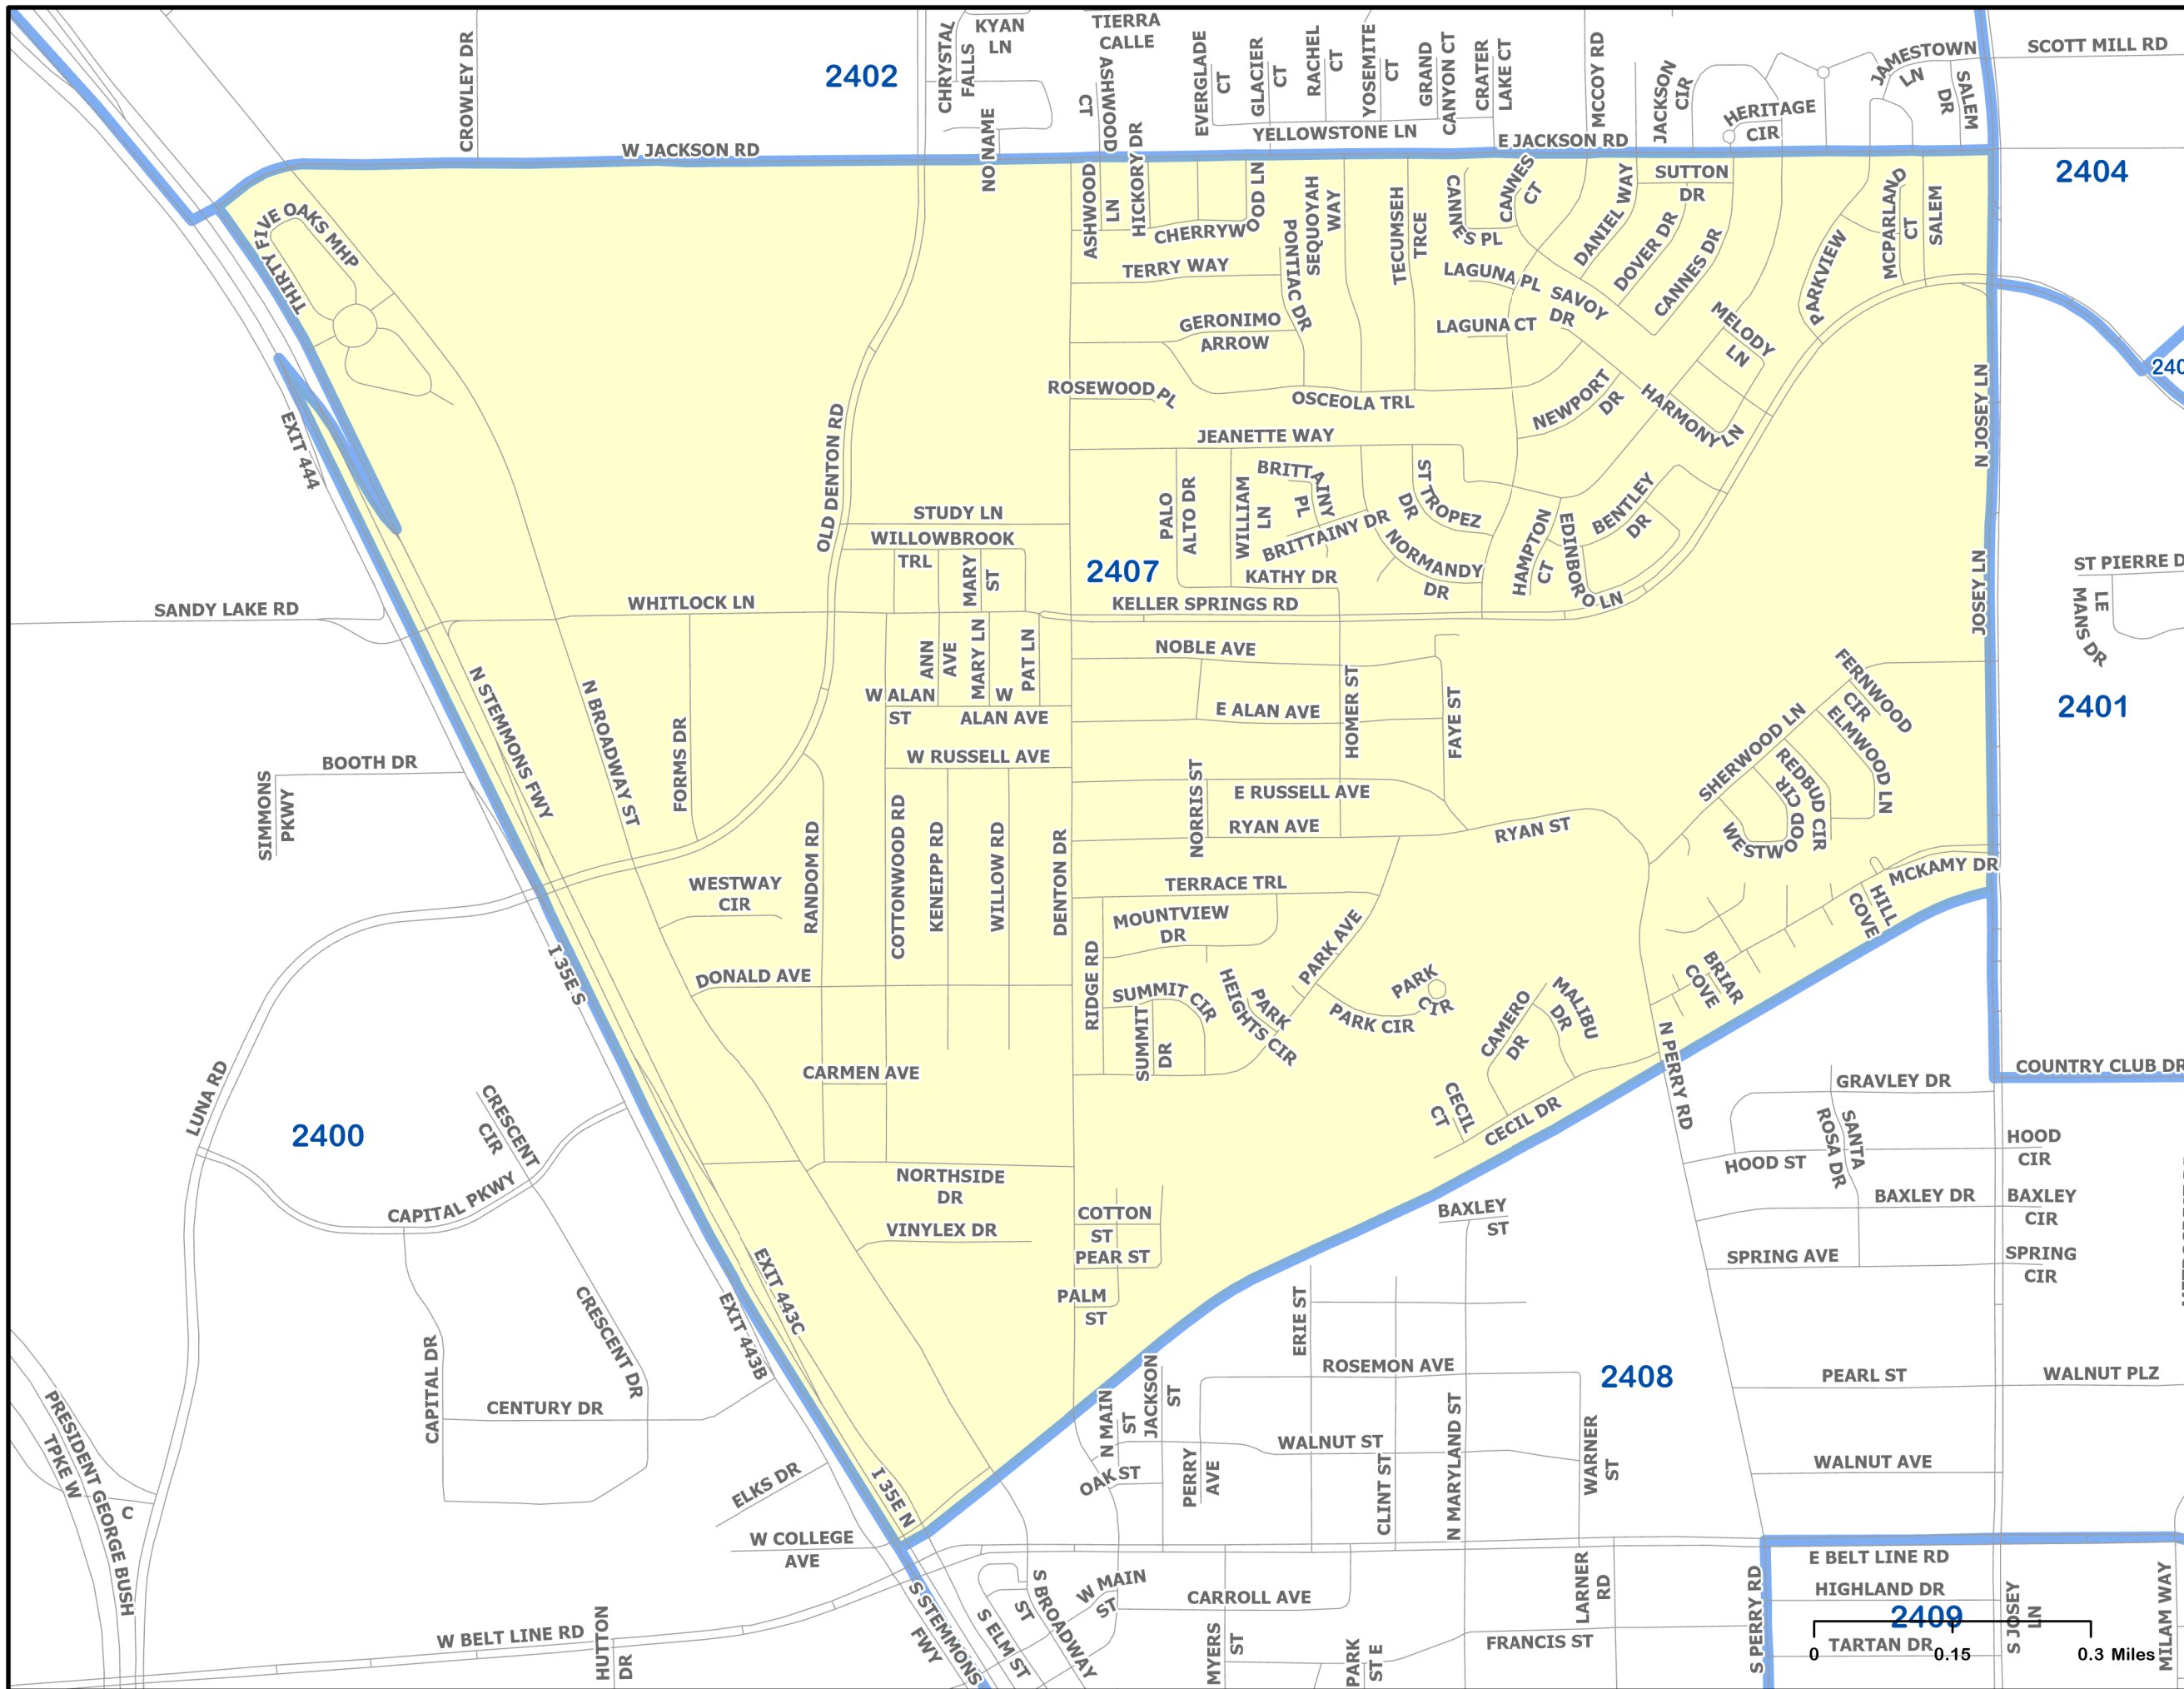 KYAN
LN
TIERRA
CALLE
CHRYSTAL
FALLS
CROWLEY DR
2402
NO NAME
ASHWOOD
CT
HICKORY DR
EVERGLADE
CT
GLACIER
CT
RACHEL
CT
YOSEMITE
CT
GRAND
CANYON CT
CRATER
LAKE CT
MCCOY RD
JACKSON
CIR
HERITAGE
CIR
JAMESTOWN
LN
SALEM
DR
SCOTT MILL RD
YELLOWSTONE LN
W JACKSON RD
E JACKSON RD
2404
THIRTY FIVE OAKS MHP
ASHWOOD
LN
CHERRYWOOD LN
TERRY WAY
PONTIAC DR
SEQUOYAH
WAY
TECUMSEH
TRCE
CANNES PL
CANNES
CT
SUTTON
DR
DANIEL WAY
DOVER DR
CANNES DR
MCPARLAND
CT
SALEM
PARKVIEW
LAGUNA PL
SAVOY
DR
LAGUNA CT
MELODY
LN
GERONIMO
ARROW
ROSEWOOD PL
OSCEOLA TRL
NEWPORT
DR
HARMONY LN
240
N JOSEY LN
EXIT 444
OLD DENTON RD
JEANETTE WAY
BRITTAINY
PL
ST TROPEZ
DR
PALO
ALTO DR
WILLIAM
LN
BRITTAINY DR
NORMANDY
DR
HAMPTON
CT
EDINBORO LN
BENTLEY
DR
STUDY LN
WILLOWBROOK
TRL
MARY
ST
2407
KATHY DR
JOSEY LN
ST PIERRE D
LE
MANS DR
SANDY LAKE RD
WHITLOCK LN
KELLER SPRINGS RD
ANN
AVE
MARY LN
PAT LN
NOBLE AVE
N STEMMONS FWY
N BROADWAY ST
FORMS DR
W ALAN
ST
W
ALAN AVE
E ALAN AVE
HOMER ST
FAYE ST
FERNWOOD
CIR
ELMWOOD LN
SHERWOOD LN
REDBUD CIR
WESTWOOD CIR
2401
BOOTH DR
SIMMONS
PKWY
W RUSSELL AVE
NORRIS ST
E RUSSELL AVE
RYAN AVE
RYAN ST
RANDOM RD
COTTONWOOD RD
KENEIPP RD
WILLOW RD
DENTON DR
MCKAMY DR
WESTWAY
CIR
TERRACE TRL
MOUNTVIEW
DR
HILL
COVE
I 35E S
DONALD AVE
RIDGE RD
SUMMIT CIR
SUMMIT
DR
PARK
HEIGHTS CIR
PARK AVE
PARK
CIR
PARK CIR
CAMERO
DR
MALIBU
DR
BRIAR
COVE
N PERRY RD
CARMEN AVE
CECIL
CT
CECIL DR
COUNTRY CLUB DR
GRAVLEY DR
LUNA RD
2400
CRESCENT
CIR
SANTA
ROSA DR
HOOD
CIR
HOOD ST
CAPITAL PKWY
NORTHSIDE
DR
BAXLEY
ST
BAXLEY DR
BAXLEY
CIR
VINYLEX DR
COTTON
ST
PEAR ST
SPRING AVE
SPRING
CIR
PALM
ST
EXIT 443C
EXIT 443B
CRESCENT DR
CAPITAL DR
ERIE ST
ROSEMON AVE
2408
PEARL ST
WALNUT PLZ
CENTURY DR
N MAIN
ST
JACKSON
ST
WALNUT ST
CLINT ST
N MARYLAND ST
WARNER
ST
WALNUT AVE
PRESIDENT GEORGE BUSH
TPKE W
C
ELKS DR
OAK ST
PERRY
AVE
I 35E N
W COLLEGE
AVE
E BELT LINE RD
HIGHLAND DR
2409
TARTAN DR
S PERRY RD
S JOSEY
LN
MILAM WAY
W BELT LINE RD
HUTTON
DR
S STEMMONS
FWY
S ELM ST
S BROADWAY
ST
W MAIN
ST
CARROLL AVE
MYERS
ST
PARK
ST E
FRANCIS ST
LARNER
RD
0 0.15 0.3 Miles